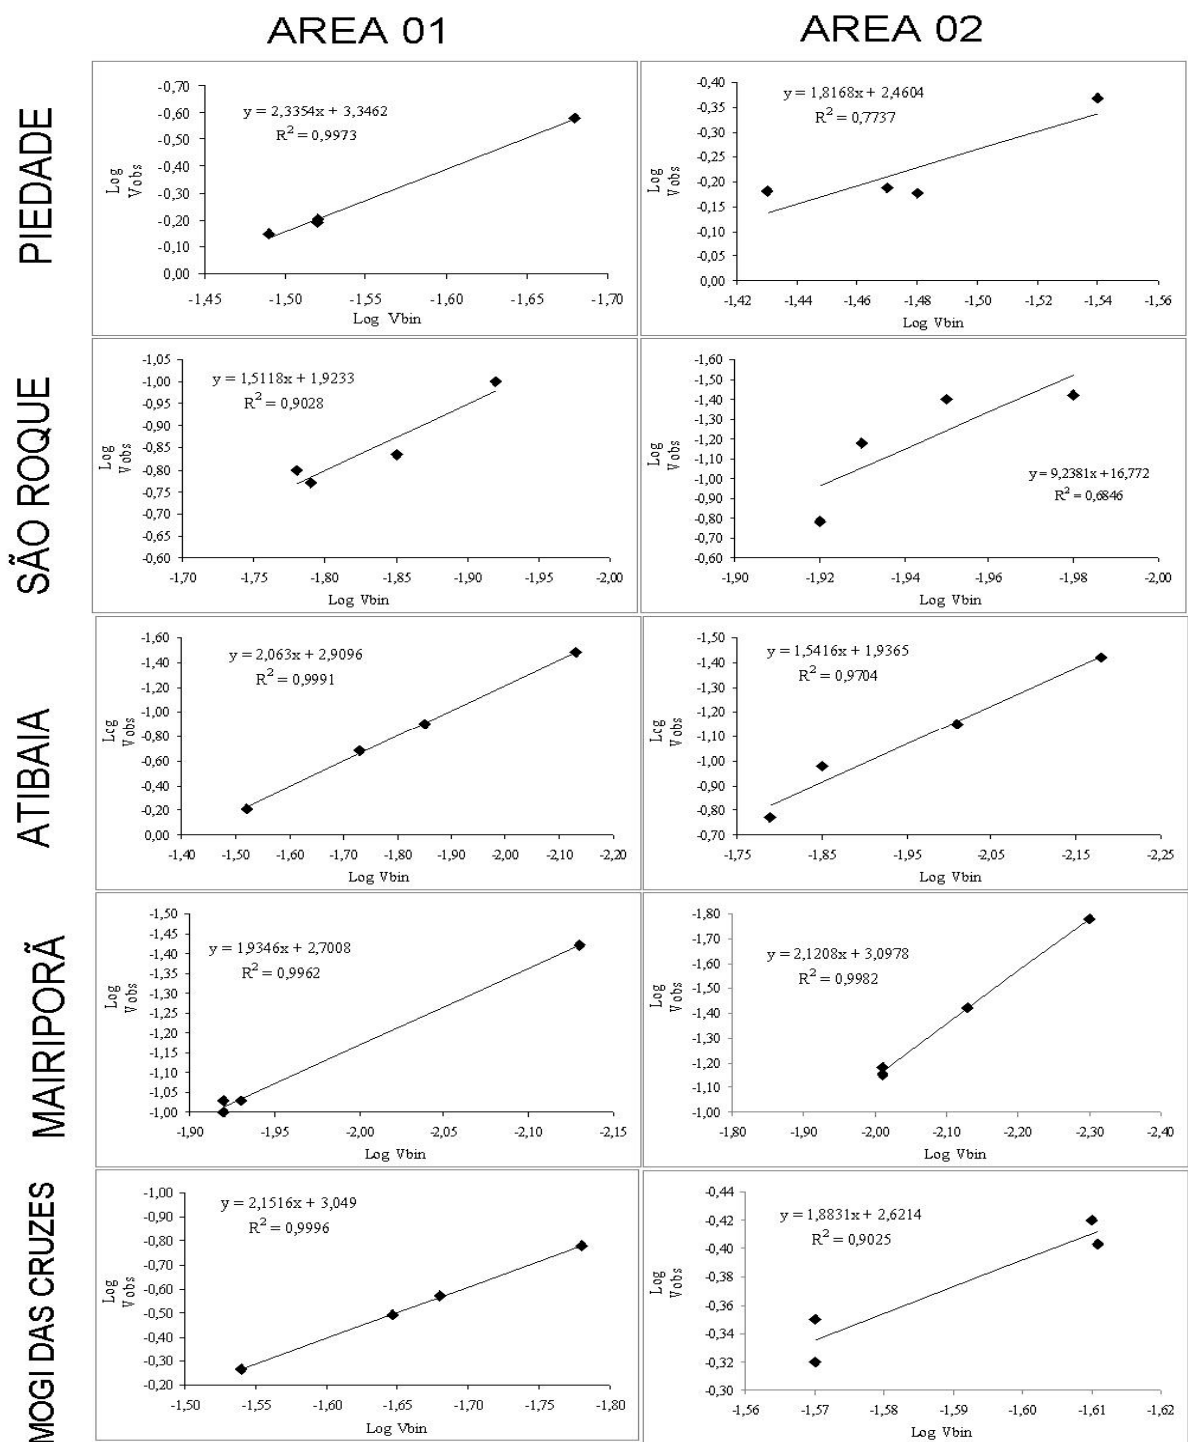 AREA 01
AREA 02
PIEDADE
-0,70
-0,60
-0,50
-0,40
-0,30
-0,20
-0,10
0,00
y = 2,3354x + 3,3462
R2 = 0,9973
Log
Vobs
-1,45 -1,50 -1,55 -1,60 -1,65 -1,70
Log Vbin
-0,40
-0,35
-0,30
-0,25
-0,20
-0,15
-0,10
-0,05
0,00
y = 1,8168x + 2,4604
R2 = 0,7737
Log
Vobs
-1,42 -1,44 -1,46 -1,48 -1,50 -1,52 -1,54 -1,56
Log Vbin
SÃO ROQUE
-1,05
-1,00
-0,95
-0,90
-0,85
-0,80
-0,75
-0,70
-0,65
-0,60
y = 1,5118x + 1,9233
R2 = 0,9028
Log
Vobs
-1,70 -1,75 -1,80 -1,85 -1,90 -1,95 -2,00
Log Vbin
-1,60
-1,50
-1,40
-1,30
-1,20
-1,10
-1,00
-0,90
-0,80
-0,70
-0,60
y = 9,2381x + 16,772
R2 = 0,6846
Log
Vobs
-1,90 -1,92 -1,94 -1,96 -1,98 -2,00
Log Vbin
ATIBAIA
-1,60
-1,40
-1,20
-1,00
-0,80
-0,60
-0,40
-0,20
0,00
y = 2,063x + 2,9096
R2 = 0,9991
Log
Vobs
-1,40 -1,50 -1,60 -1,70 -1,80 -1,90 -2,00 -2,10 -2,20
Log Vbin
-1,50
-1,40
-1,30
-1,20
-1,10
-1,00
-0,90
-0,80
-0,70
y = 1,5416x + 1,9365
R2 = 0,9704
Log
Vobs
-1,75 -1,85 -1,95 -2,05 -2,15 -2,25
Log Vbin
MAIRIPORÃ
-1,50
-1,45
-1,40
-1,35
-1,30
-1,25
-1,20
-1,15
-1,10
-1,05
-1,00
y = 1,9346x + 2,7008
R2 = 0,9962
Log
Vobs
-1,90 -1,95 -2,00 -2,05 -2,10 -2,15
Log Vbin
-1,80
-1,70
-1,60
-1,50
-1,40
-1,30
-1,20
-1,10
-1,00
y = 2,1208x + 3,0978
R2 = 0,9982
Log
Vobs
-1,80 -1,90 -2,00 -2,10 -2,20 -2,30 -2,40
Log Vbin
MOGI DAS CRUZES
-1,00
-0,90
-0,80
-0,70
-0,60
-0,50
-0,40
-0,30
-0,20
y = 2,1516x + 3,049
R2 = 0,9996
Log
Vobs
-1,50 -1,55 -1,60 -1,65 -1,70 -1,75 -1,80
Log Vbin
-0,44
-0,42
-0,40
-0,38
-0,36
-0,34
-0,32
-0,30
y = 1,8831x + 2,6214
R2 = 0,9025
Log
Vobs
-1,56 -1,57 -1,58 -1,59 -1,60 -1,61 -1,62
Log Vbin